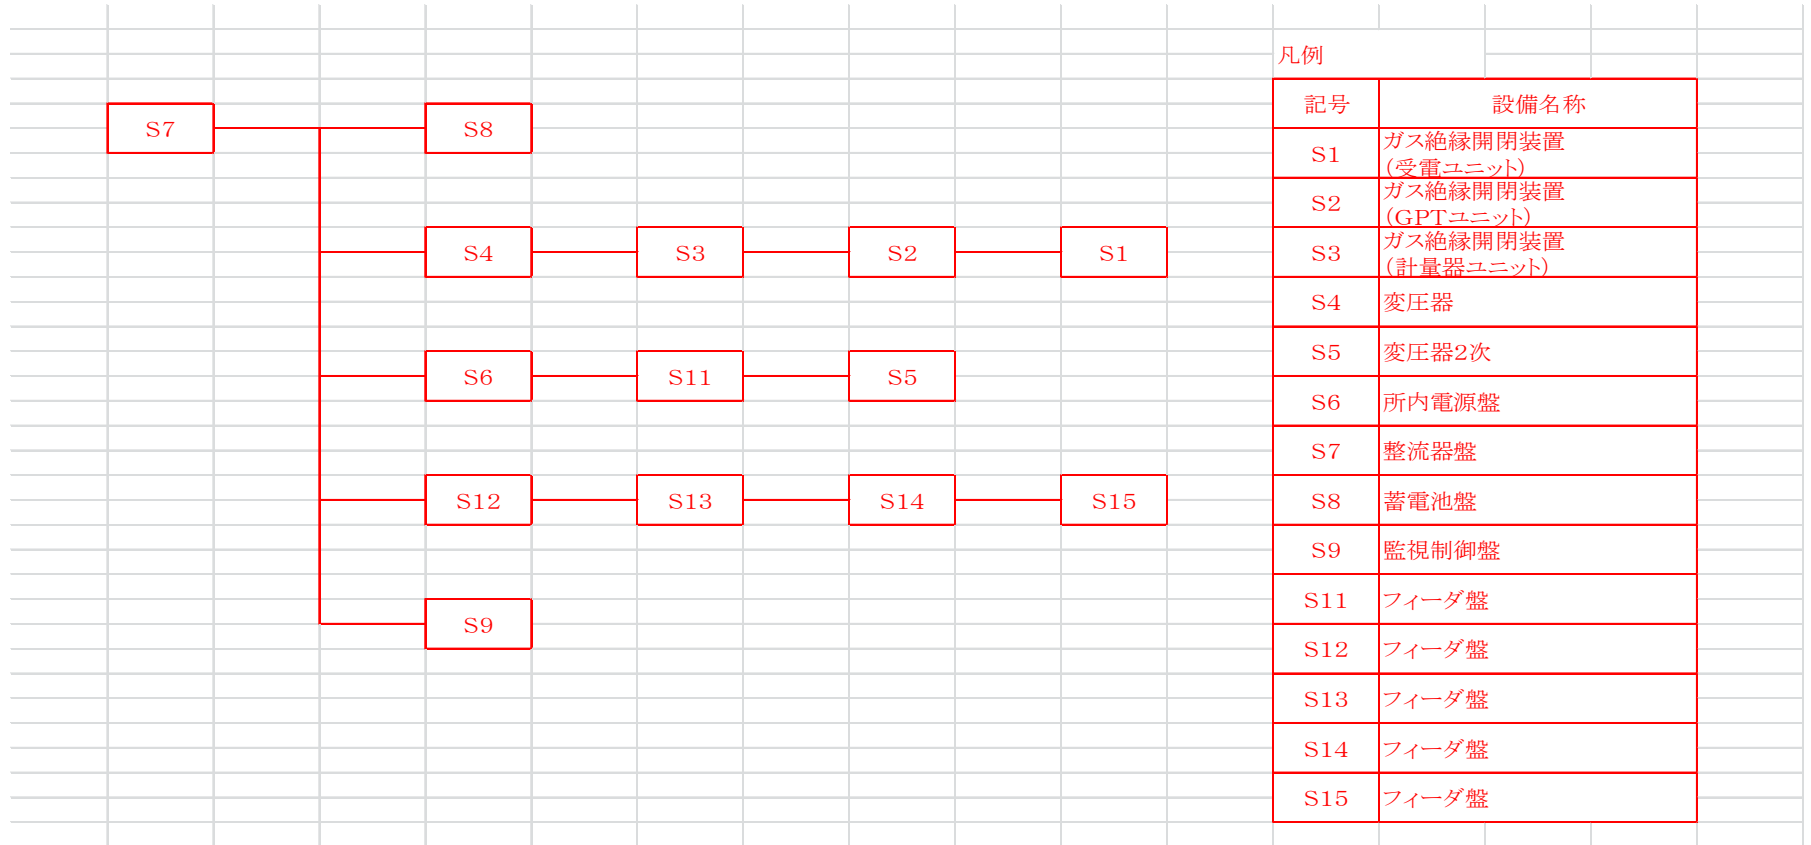 凡例
記号 設備名称
S7 S8
S1 ガス絶縁開閉装置
(受電ユニット)
S2 ガス絶縁開閉装置
(GPTユニット)
S4 S3 S2 S1
S3 ガス絶縁開閉装置
(計量器ユニット)
S4 変圧器
S5 変圧器2次
S6 S11 S5
S6 所内電源盤
S7 整流器盤
S12 S13 S14 S15
S8 蓄電池盤
S9 監視制御盤
S11 フィーダ盤
S9
S12 フィーダ盤
S13 フィーダ盤
S14 フィーダ盤
S15 フィーダ盤